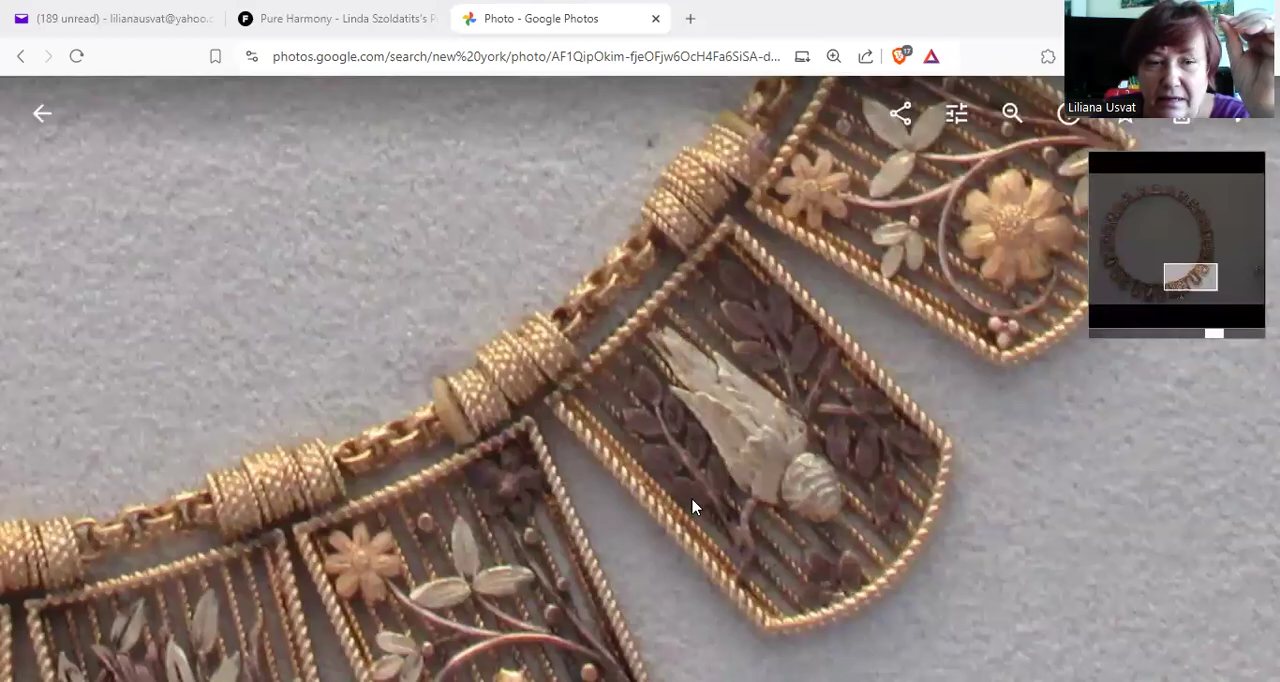 (189 unread) - lilianausvat@yahoo.c
Pure Harmony - Linda Szoldatits's P
Photo - Google Photos
photos.google.com/search/new%20york/photo/AF1QipOkim-fjeOFjw6OcH4Fa6SiSA-d...
17
Liliana Usvat